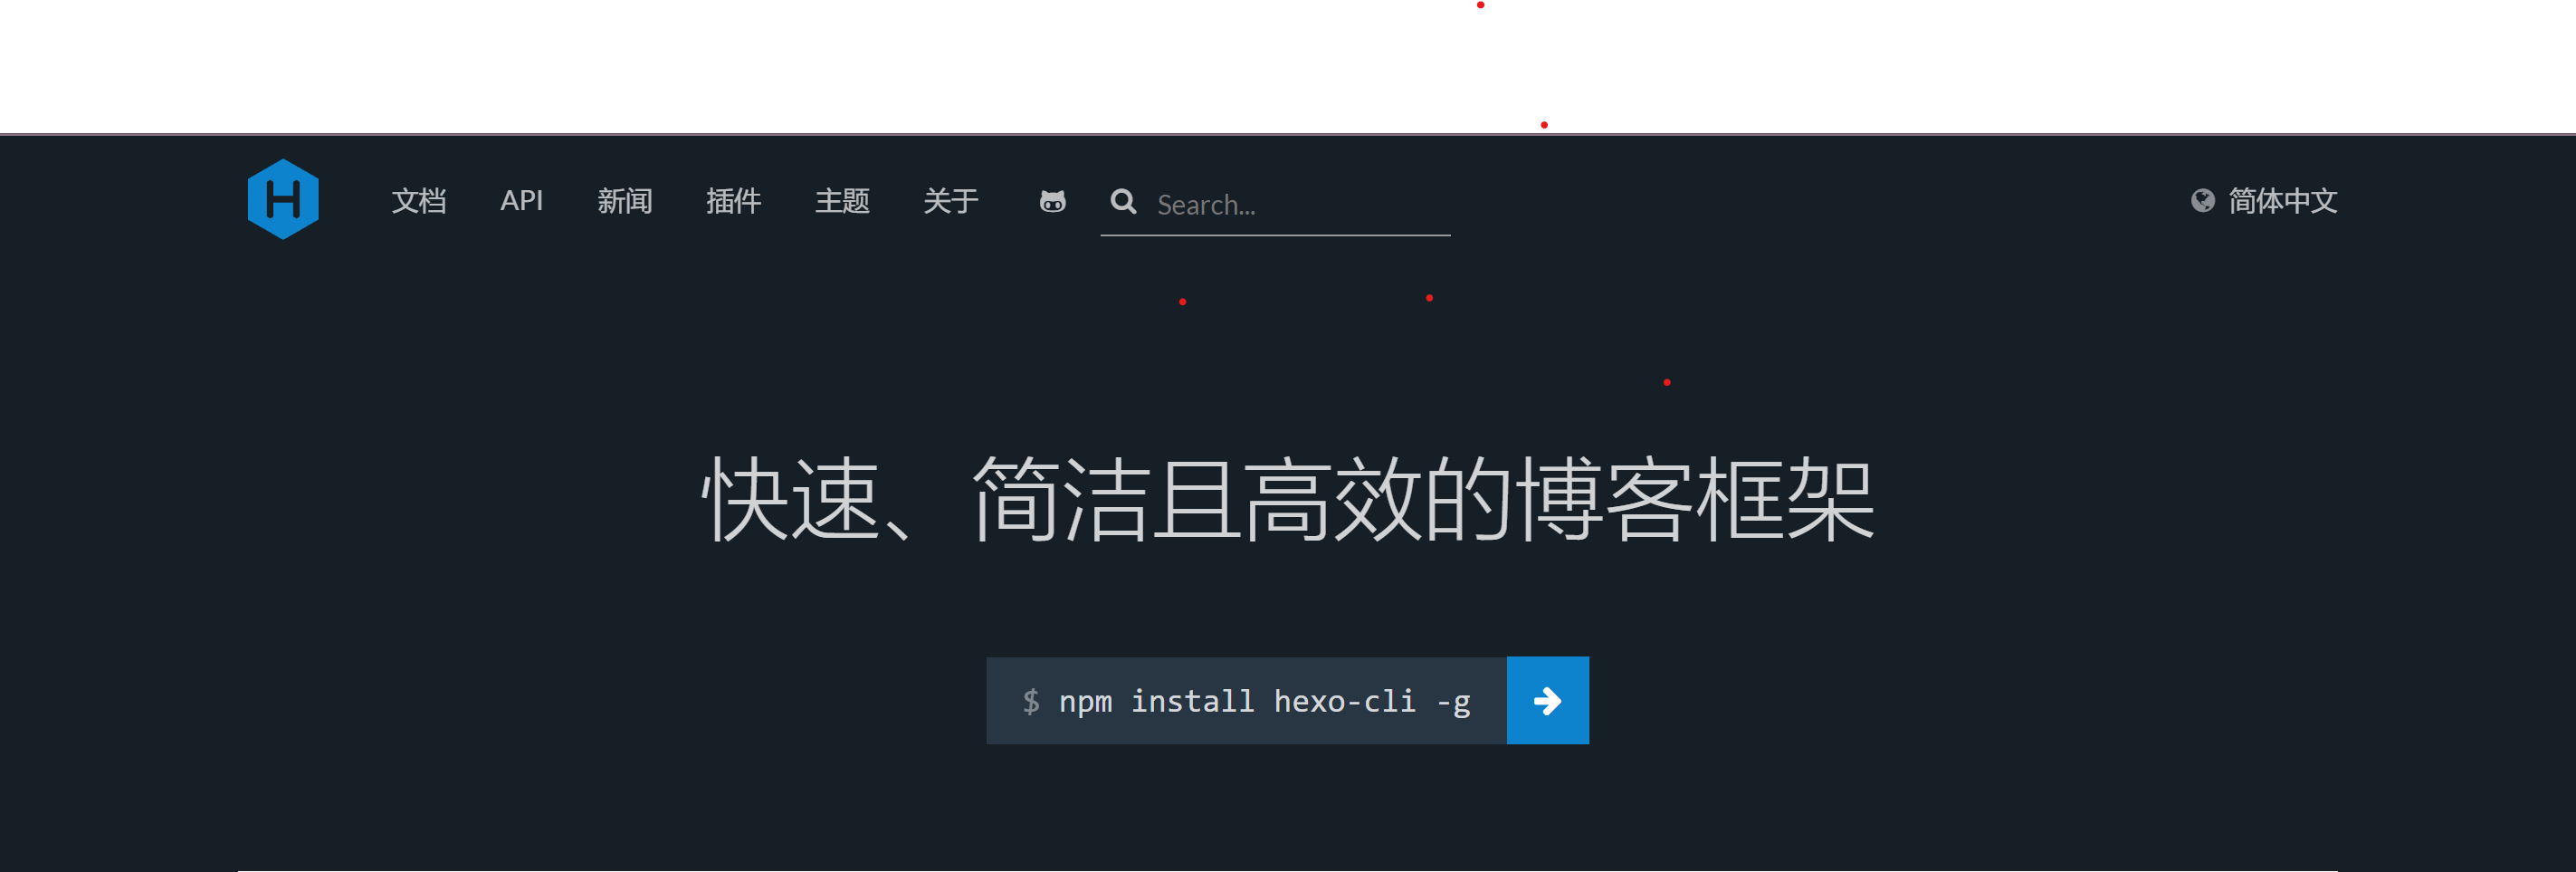 H 文档 API 新闻 插件 主题 关于 Search... 简体中文
快速、简洁且高效的博客框架
$ npm install hexo-cli -g